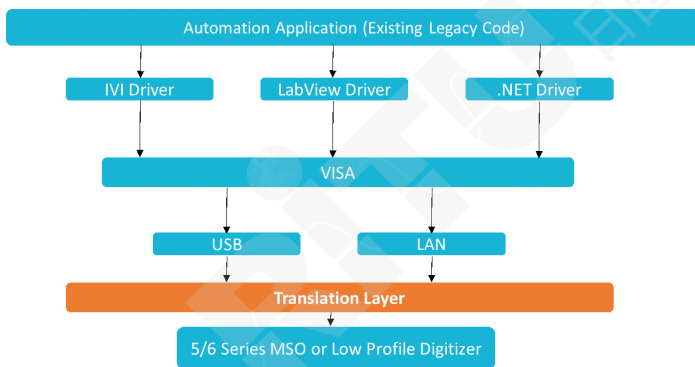 Automation Application (Existing Legacy Code)
IVI Driver
LabView Driver
.NET Driver
VISA
USB
LAN
Translation Layer
5/6 Series MSO or Low Profile Digitizer